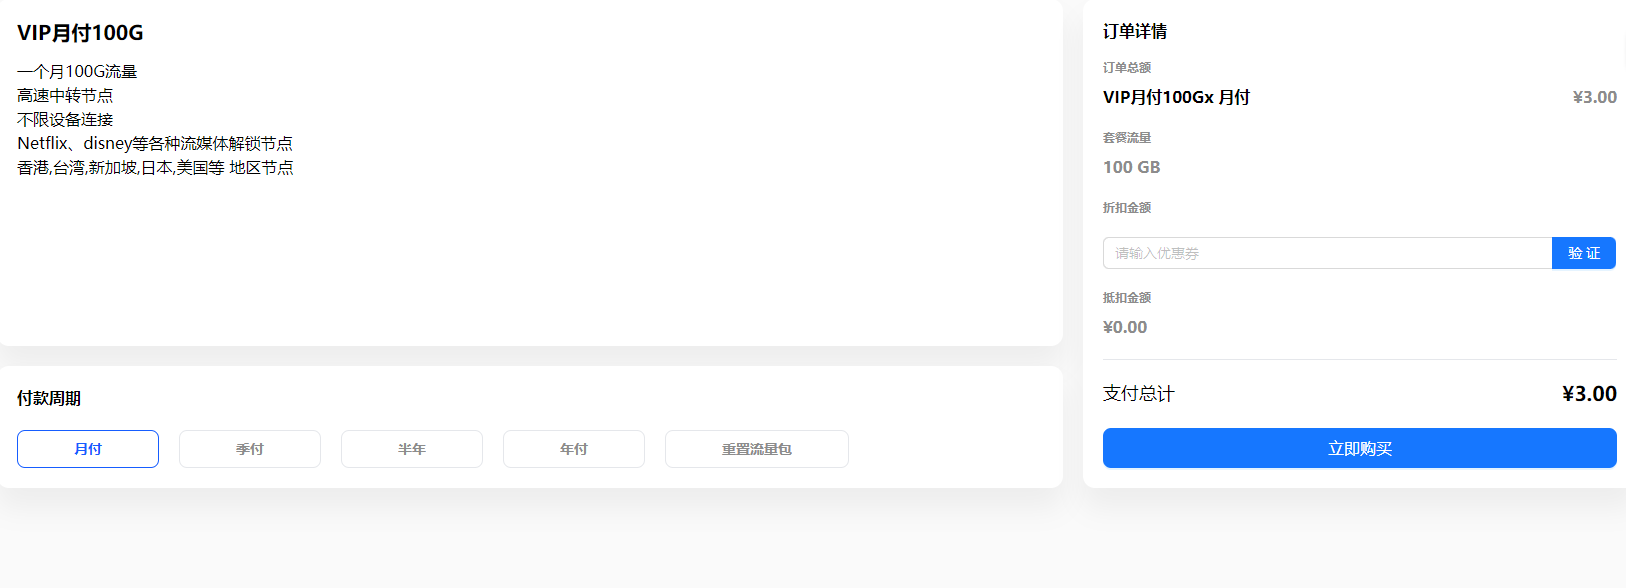 VIP月付100G
一个月100G流量
高速中转节点
不限设备连接
Netflix、disney等各种流媒体解锁节点
香港,台湾,新加坡,日本,美国等 地区节点
付款周期
月付 季付 半年 年付 重置流量包
订单详情
订单总额
VIP月付100Gx 月付 ¥3.00
套餐流量
100 GB
折扣金额
请输入优惠券 验 证
抵扣金额
¥0.00
支付总计 ¥3.00
立即购买